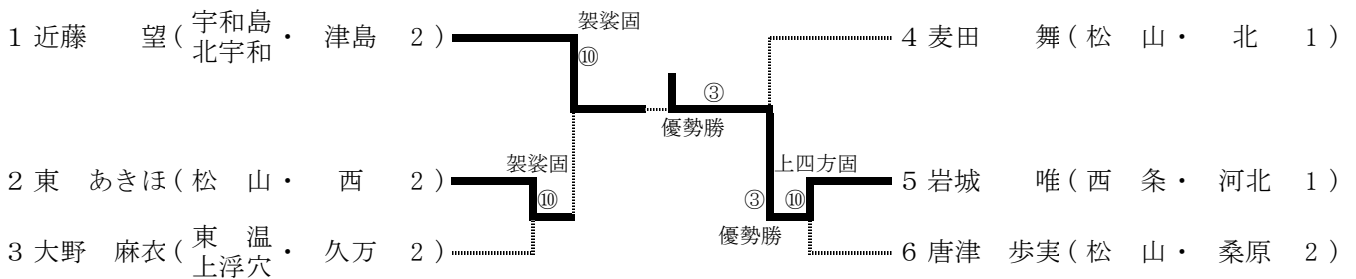 1 近藤 望(宇和島北宇和・ 津島 2)
袈裟固
⑩
2 東 あきほ(松 山・ 西 2)
袈裟固
⑩
3 大野 麻衣(東 温上浮穴・ 久万 2)
③
優勢勝
4 麦田 舞(松 山・ 北 1)
上四方固
5 岩城 唯(西 条・ 河北 1)
③
⑩
優勢勝
6 唐津 歩実(松 山・ 桑原 2)